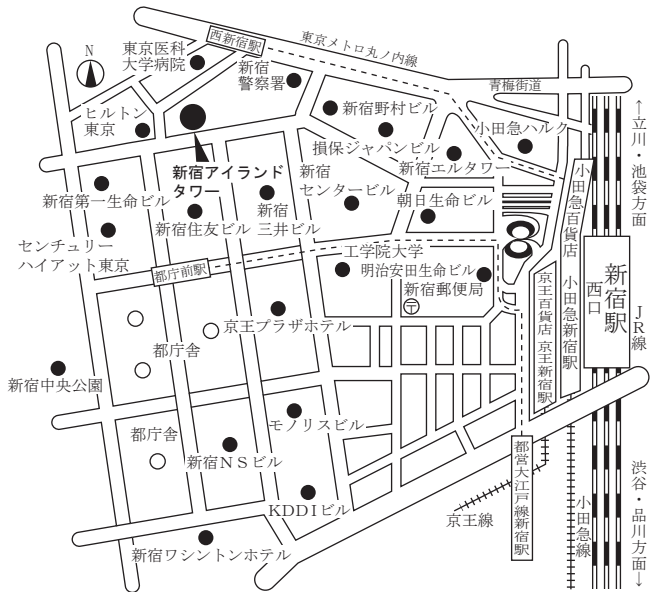 西新宿駅
東京メトロ丸ノ内線
N
東京医科
大学病院
新宿
警察署
青梅街道
ヒルトン
東京
新宿野村ビル
小田急ハルク
損保ジャパンビル
新宿エルタワー
新宿アイランド
タワー
新宿
センタービル
新宿第一生命ビル
新宿住友ビル
新宿
三井ビル
朝日生命ビル
センチュリー
ハイアット東京
都庁前駅
工学院大学
明治安田生命ビル
新宿郵便局
〒
京王プラザホテル
都庁舎
新宿中央公園
都庁舎
モノリスビル
新宿NSビル
KDDIビル
新宿ワシントンホテル
京王線
都営大江戸線新宿駅
小田急線
京王百貨店 京王新宿駅
小田急百貨店
小田急新宿駅
新宿駅
西口
JR線
←立川・池袋方面
渋谷・品川方面→